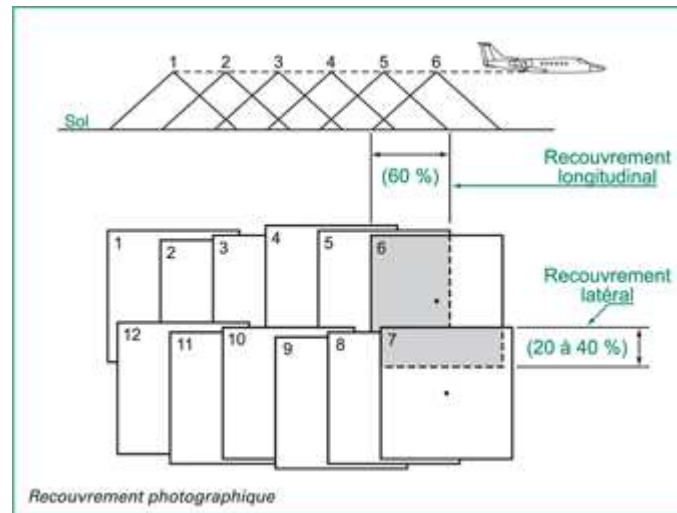 1 2 3 4 5 6
Sol
(60 %)
Recouvrement
longitudinal
1 2 3 4 5 6
Recouvrement
latéral
12 11 10 9 8 7
(20 à 40 %)
Recouvrement photographique